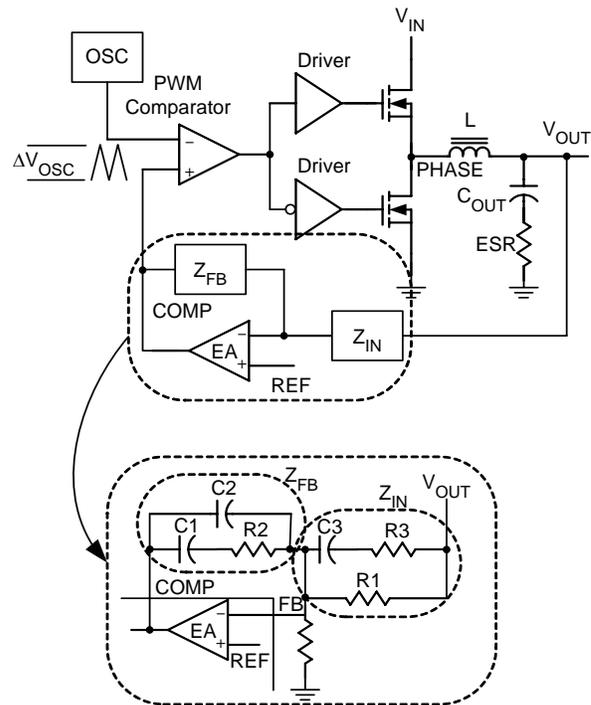 V_IN
OSC
Driver
PWM
Comparator
L
V_OUT
−
+
ΔV_OSC
Driver
PHASE
C_OUT
ESR
Z_FB
COMP
−
EA
+
Z_IN
REF
Z_FB
C2
Z_IN
V_OUT
C1
R2
C3
R3
R1
COMP
FB
−
EA
+
REF